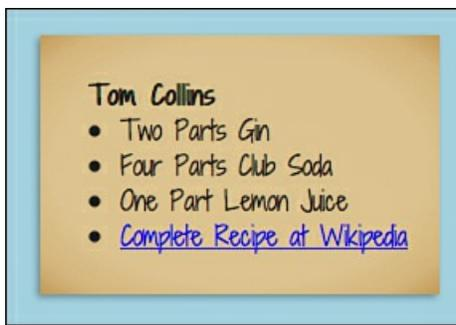 Tom Collins
• Two Parts Gin
• Four Parts Club Soda
• One Part Lemon Juice
• Complete Recipe at Wikipedia